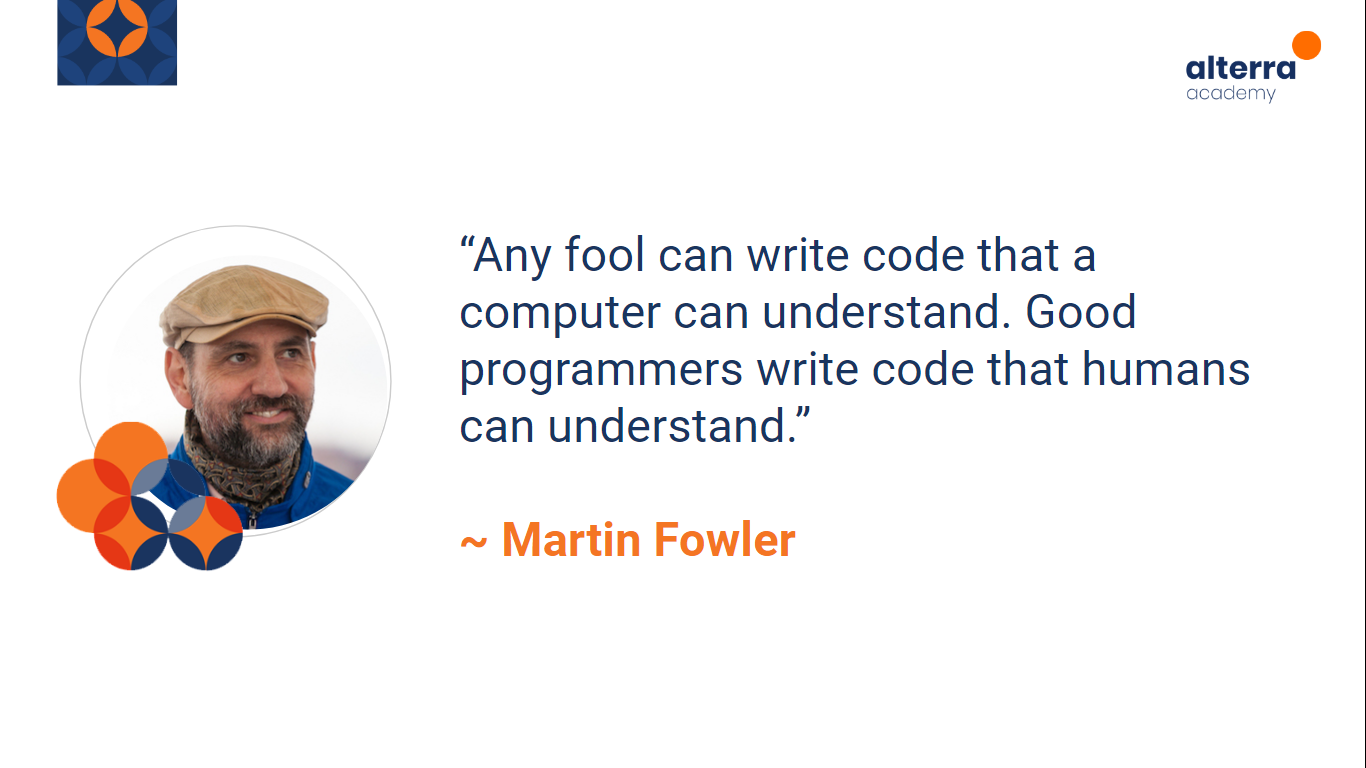 alterra
academy
“Any fool can write code that a
computer can understand. Good
programmers write code that humans
can understand.”
~ Martin Fowler